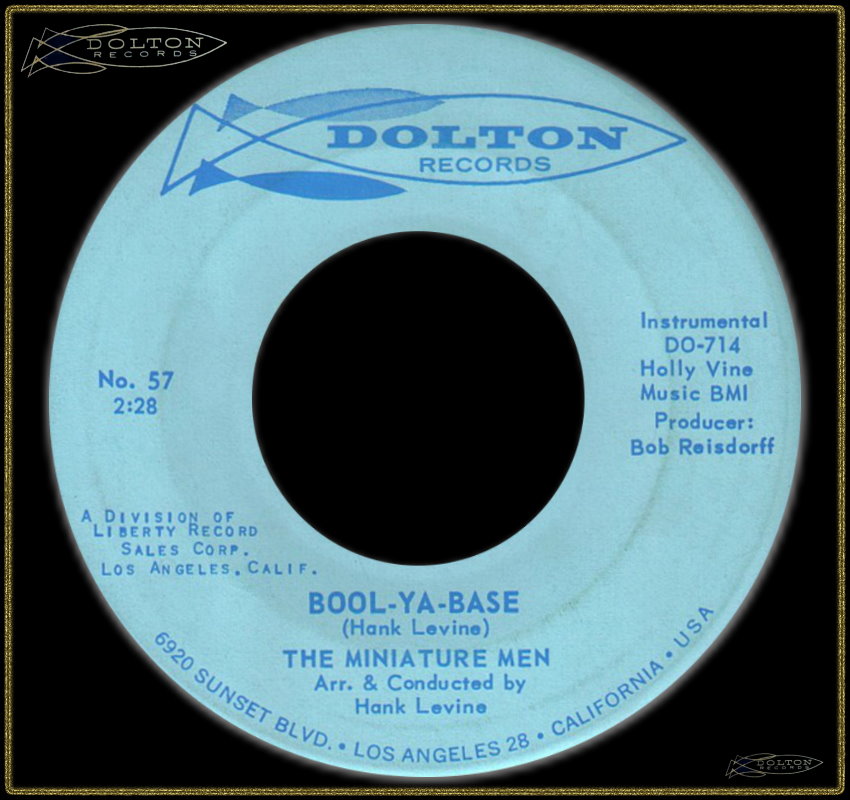 DOLTON
RECORDS
DOLTON
RECORDS
Instrumental
DO-714
Holly Vine
Music BMI
Producer:
Bob Reisdorff
No. 57
2:28
A DIVISION OF
LIBERTY RECORD
SALES CORP.
LOS ANGELES, CALIF.
BOOL-YA-BASE
(Hank Levine)
THE MINIATURE MEN
Arr. & Conducted by
Hank Levine
6920 SUNSET BLVD. • LOS ANGELES 28 • CALIFORNIA • USA
DOLTON
RECORDS